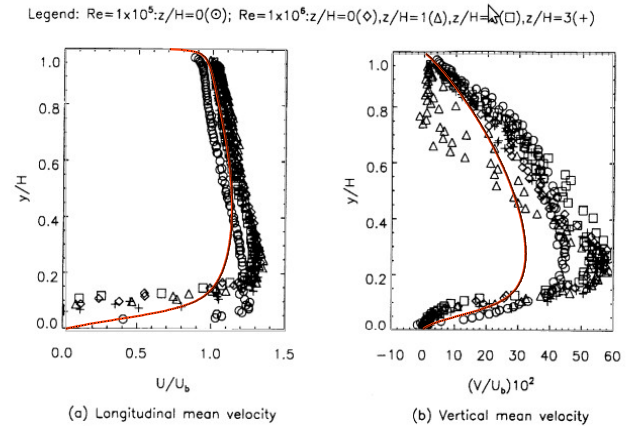 Legend: Re=1x10⁵:z/H=0(⊙); Re=1x10⁶:z/H=0(◇),z/H=1(△),z/H= (□),z/H=3(+)
1.0
0.8
0.6
0.4
0.2
0.0
y/H
0.0 0.5 1.0 1.5
U/U_b
(a) Longitudinal mean velocity
1.0
0.8
0.6
0.4
0.2
0.0
y/H
-10 0 10 20 30 40 50 60
(V/U_b)10²
(b) Vertical mean velocity